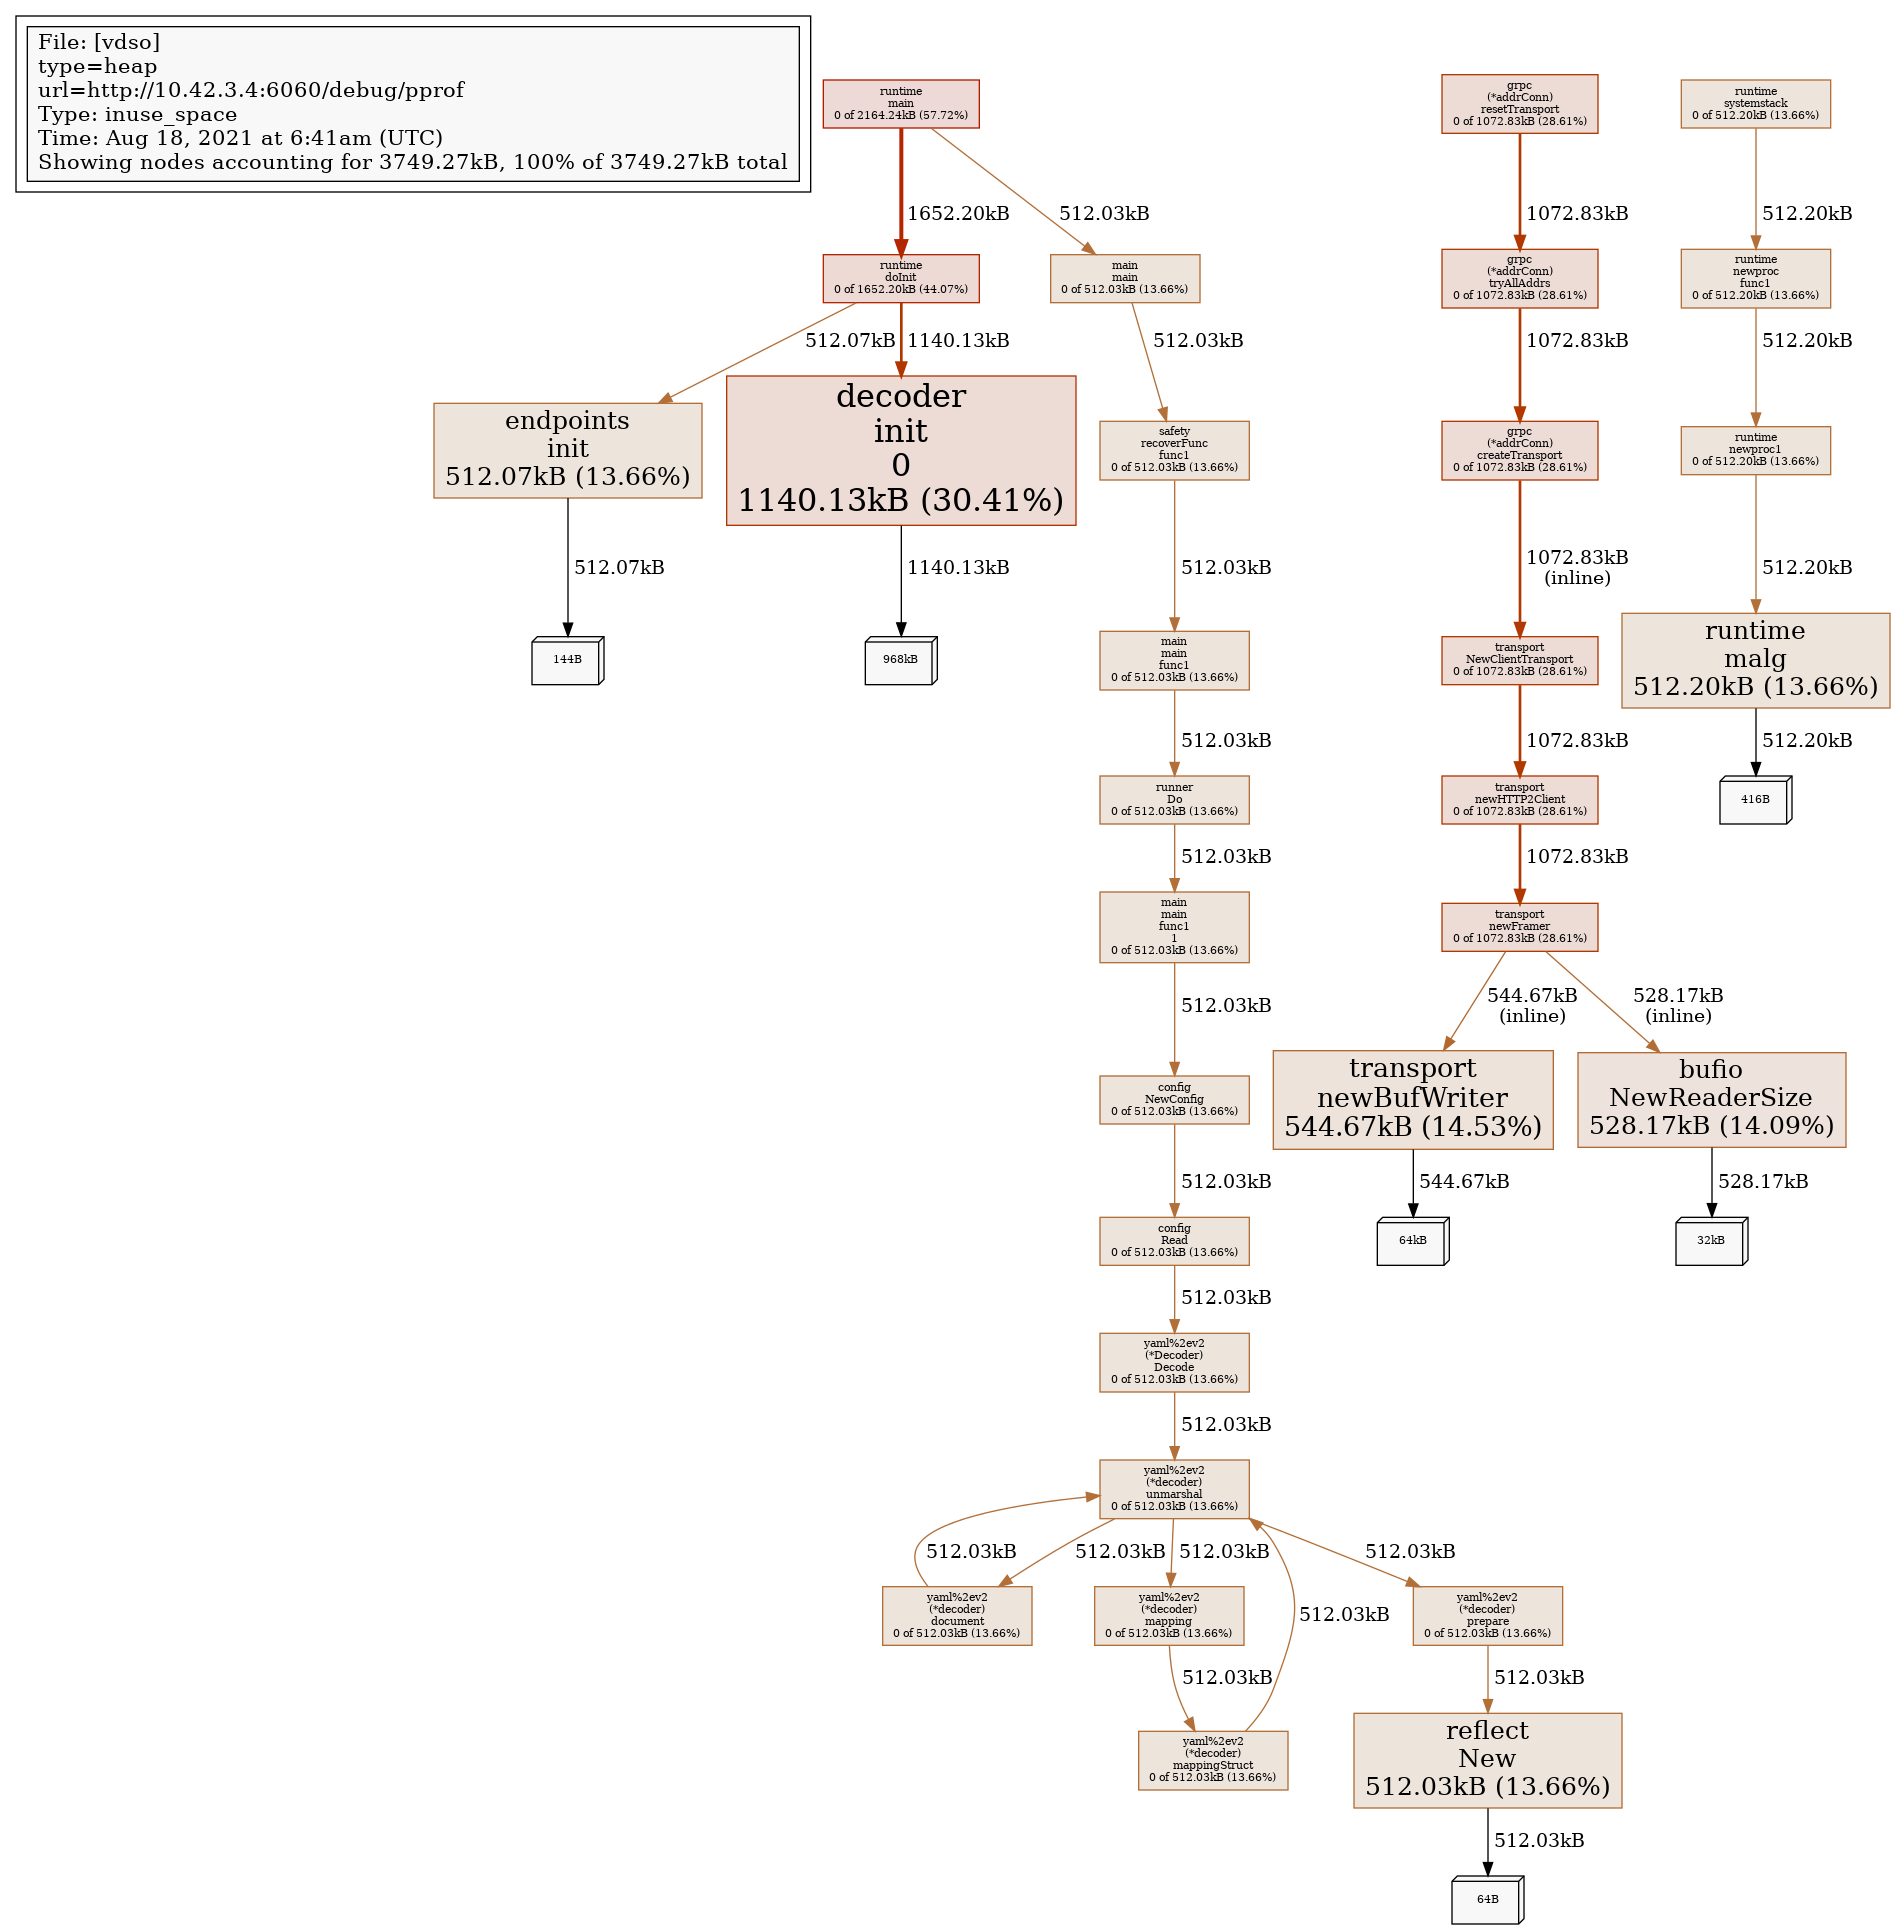 File: [vdso]
type=heap
url=http://10.42.3.4:6060/debug/pprof
Type: inuse_space
Time: Aug 18, 2021 at 6:41am (UTC)
Showing nodes accounting for 3749.27kB, 100% of 3749.27kB total
runtime
main
0 of 2164.24kB (57.72%)
grpc
(*addrConn)
resetTransport
0 of 1072.83kB (28.61%)
runtime
systemstack
0 of 512.20kB (13.66%)
1652.20kB
512.03kB
1072.83kB
512.20kB
runtime
doInit
0 of 1652.20kB (44.07%)
main
main
0 of 512.03kB (13.66%)
grpc
(*addrConn)
tryAllAddrs
0 of 1072.83kB (28.61%)
runtime
newproc
func1
0 of 512.20kB (13.66%)
512.07kB
1140.13kB
512.03kB
1072.83kB
512.20kB
endpoints
init
512.07kB (13.66%)
decoder
init
0
1140.13kB (30.41%)
safety
recoverFunc
func1
0 of 512.03kB (13.66%)
grpc
(*addrConn)
createTransport
0 of 1072.83kB (28.61%)
runtime
newproc1
0 of 512.20kB (13.66%)
512.07kB
1140.13kB
512.03kB
1072.83kB
(inline)
512.20kB
144B
968kB
main
main
func1
0 of 512.03kB (13.66%)
transport
NewClientTransport
0 of 1072.83kB (28.61%)
runtime
malg
512.20kB (13.66%)
512.03kB
1072.83kB
512.20kB
runner
Do
0 of 512.03kB (13.66%)
transport
newHTTP2Client
0 of 1072.83kB (28.61%)
416B
512.03kB
1072.83kB
main
main
func1
1
0 of 512.03kB (13.66%)
transport
newFramer
0 of 1072.83kB (28.61%)
512.03kB
544.67kB
(inline)
528.17kB
(inline)
config
NewConfig
0 of 512.03kB (13.66%)
transport
newBufWriter
544.67kB (14.53%)
bufio
NewReaderSize
528.17kB (14.09%)
512.03kB
544.67kB
528.17kB
config
Read
0 of 512.03kB (13.66%)
64kB
32kB
512.03kB
yaml%2ev2
(*Decoder)
Decode
0 of 512.03kB (13.66%)
512.03kB
yaml%2ev2
(*decoder)
unmarshal
0 of 512.03kB (13.66%)
512.03kB
512.03kB
512.03kB
512.03kB
yaml%2ev2
(*decoder)
document
0 of 512.03kB (13.66%)
yaml%2ev2
(*decoder)
mapping
0 of 512.03kB (13.66%)
512.03kB
yaml%2ev2
(*decoder)
prepare
0 of 512.03kB (13.66%)
512.03kB
512.03kB
yaml%2ev2
(*decoder)
mappingStruct
0 of 512.03kB (13.66%)
reflect
New
512.03kB (13.66%)
512.03kB
64B